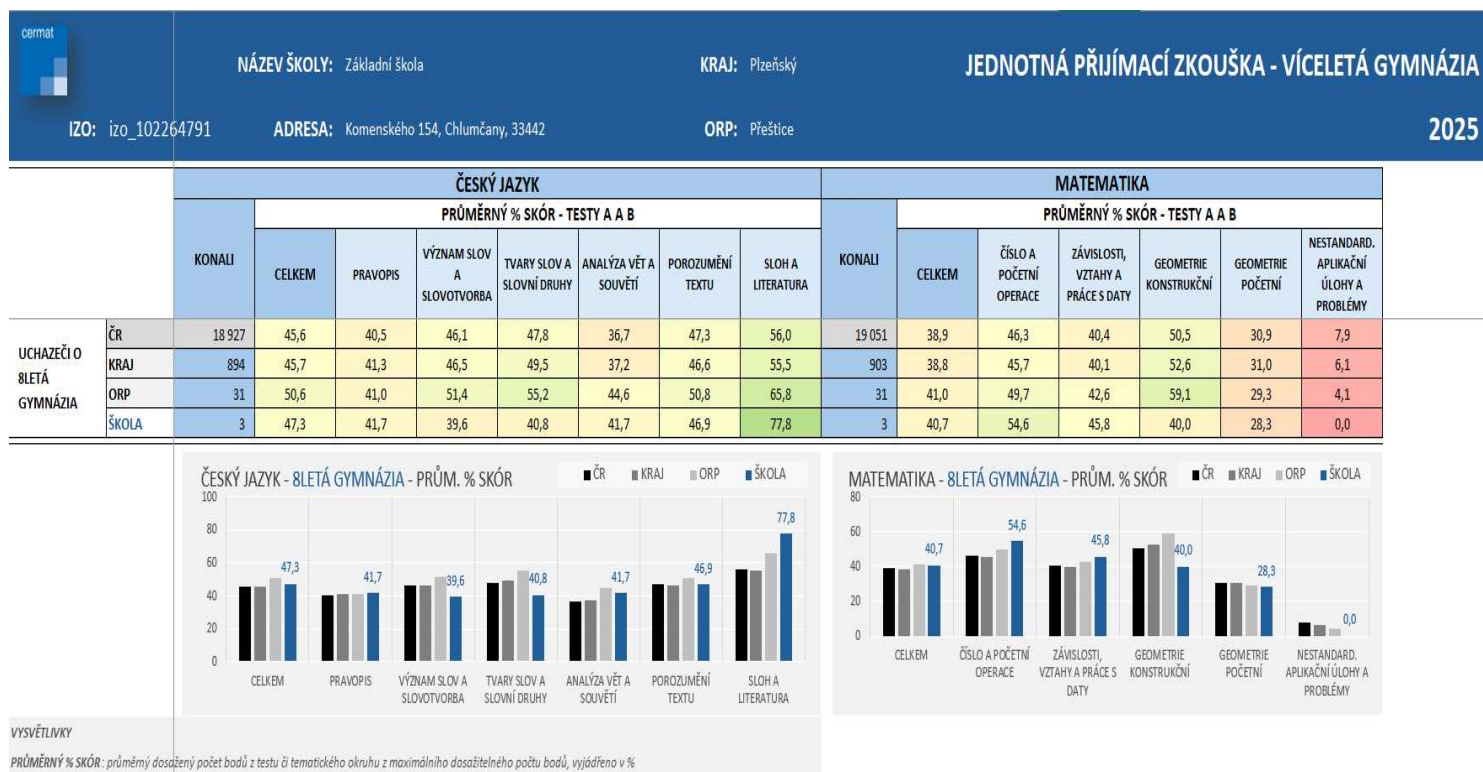 cermat
NÁZEV ŠKOLY: Základní škola KRAJ: Plzeňský JEDNOTNÁ PŘIJÍMACÍ ZKOUŠKA - VÍCELETÁ GYMNÁZIA
IZO: izo_102264791 ADRESA: Komenského 154, Chlumčany, 33442 ORP: Přeštice 2025
ČESKÝ JAZYK MATEMATIKA
KONALI PRŮMĚRNÝ % SKÓR - TESTY A A B KONALI PRŮMĚRNÝ % SKÓR - TESTY A A B
CELKEM PRAVOPIS VÝZNAM SLOV A SLOVOTVORBA TVARY SLOV A SLOVNÍ DRUHY ANALÝZA VĚT A SOUVĚTÍ POROZUMĚNÍ TEXTU SLOH A LITERATURA CELKEM ČÍSLO A POČETNÍ OPERACE ZÁVISLOSTI, VZTAHY A PRÁCE S DATY GEOMETRIE KONSTRUKČNÍ GEOMETRIE POČETNÍ NESTANDARD. APLIKAČNÍ ÚLOHY A PROBLÉMY
UCHAZEČI O 8LETÁ GYMNÁZIA
ČR 18 927 45,6 40,5 46,1 47,8 36,7 47,3 56,0 19 051 38,9 46,3 40,4 50,5 30,9 7,9
KRAJ 894 45,7 41,3 46,5 49,5 37,2 46,6 55,5 903 38,8 45,7 40,1 52,6 31,0 6,1
ORP 31 50,6 41,0 51,4 55,2 44,6 50,8 65,8 31 41,0 49,7 42,6 59,1 29,3 4,1
ŠKOLA 3 47,3 41,7 39,6 40,8 41,7 46,9 77,8 3 40,7 54,6 45,8 40,0 28,3 0,0
ČESKÝ JAZYK - 8LETÁ GYMNÁZIA - PRŮM. % SKÓR ČR KRAJ ORP ŠKOLA
100
80
60
40
20
0
47,3 41,7 39,6 40,8 41,7 46,9 77,8
CELKEM PRAVOPIS VÝZNAM SLOV A TVARY SLOV A ANALÝZA VĚT A POROZUMĚNÍ SLOH A
SLOVOTVORBA SLOVNÍ DRUHY SOUVĚTÍ TEXTU LITERATURA
MATEMATIKA - 8LETÁ GYMNÁZIA - PRŮM. % SKÓR ČR KRAJ ORP ŠKOLA
80
60
40
20
0
40,7 54,6 45,8 40,0 28,3 0,0
CELKEM ČÍSLO A POČETNÍ ZÁVISLOSTI, GEOMETRIE GEOMETRIE NESTANDARD.
OPERACE VZTAHY A PRÁCE S KONSTRUKČNÍ POČETNÍ APLIKAČNÍ ÚLOHY A
DATY PROBLÉMY
VYSVĚTLIVKY
PRŮMĚRNÝ % SKÓR: průměrný dosažený počet bodů z testu či tematického okruhu z maximálního dosažitelného počtu bodů, vyjádřeno v %